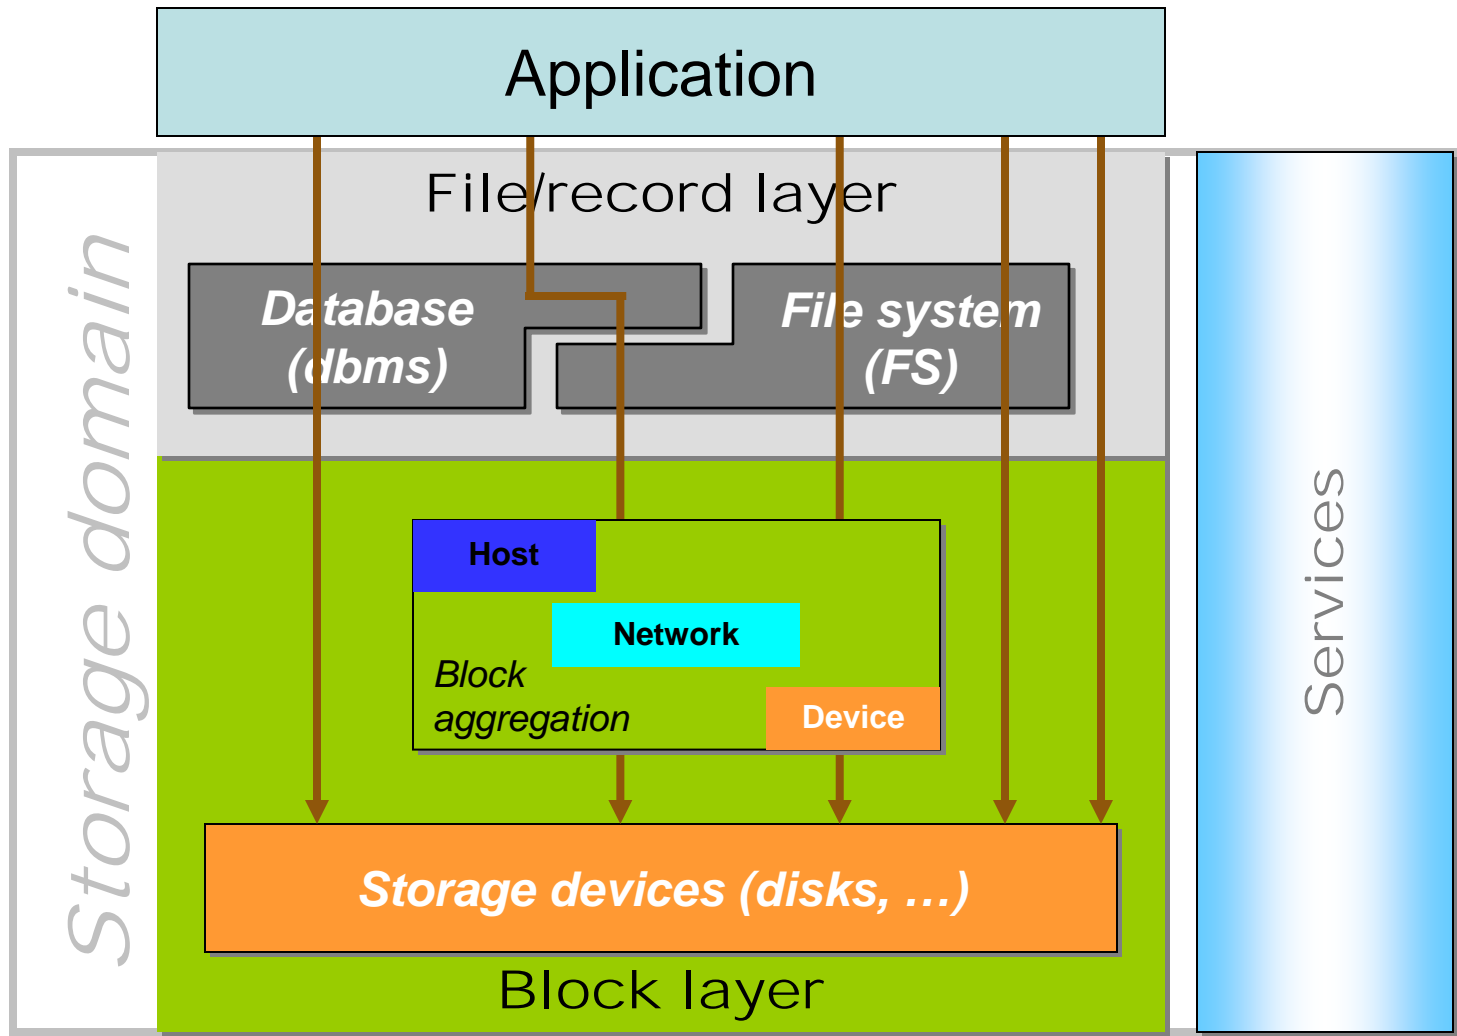 Application
File/record layer
Database
(dbms)
File system
(FS)
Storage domain
Host
Network
Block
aggregation
Device
Services
Storage devices (disks, …)
Block layer